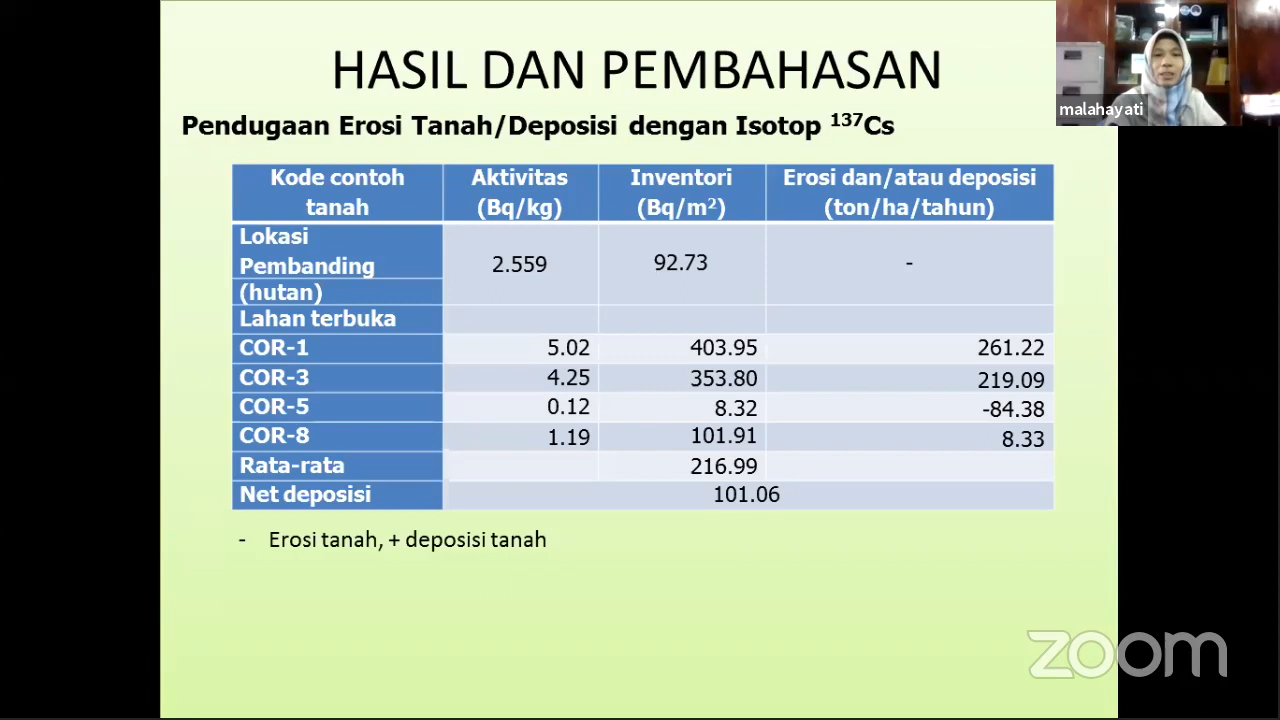 HASIL DAN PEMBAHASAN
malahayati
Pendugaan Erosi Tanah/Deposisi dengan Isotop ¹³⁷Cs
Kode contoh tanah Aktivitas (Bq/kg) Inventori (Bq/m²) Erosi dan/atau deposisi (ton/ha/tahun)
Lokasi Pembanding (hutan) 2.559 92.73 -
Lahan terbuka
COR-1 5.02 403.95 261.22
COR-3 4.25 353.80 219.09
COR-5 0.12 8.32 -84.38
COR-8 1.19 101.91 8.33
Rata-rata 216.99
Net deposisi 101.06
- Erosi tanah, + deposisi tanah
zoom